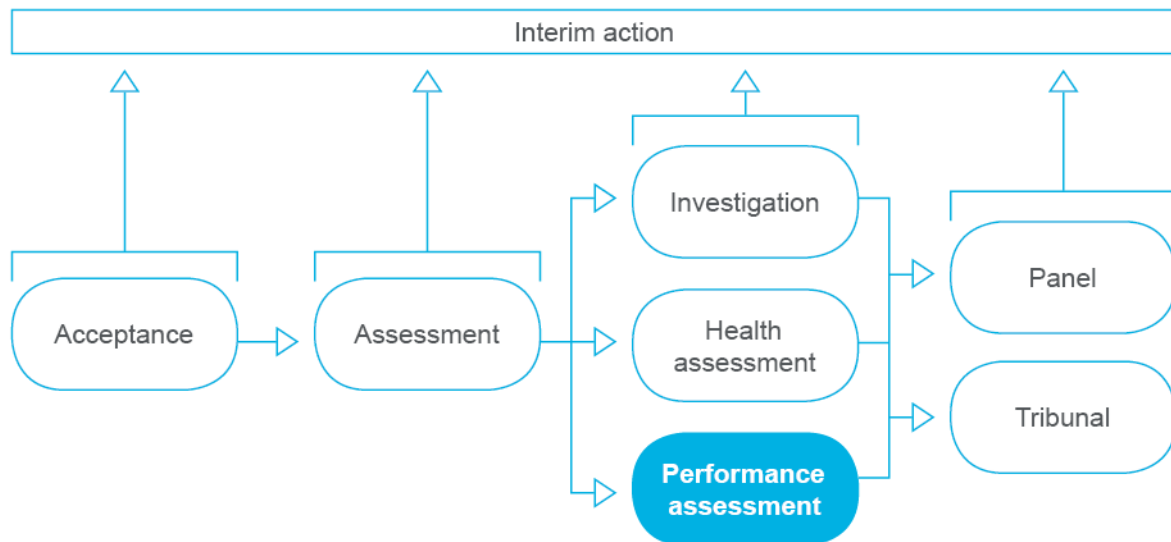 Interim action
Acceptance
Assessment
Investigation
Health
assessment
Performance
assessment
Panel
Tribunal